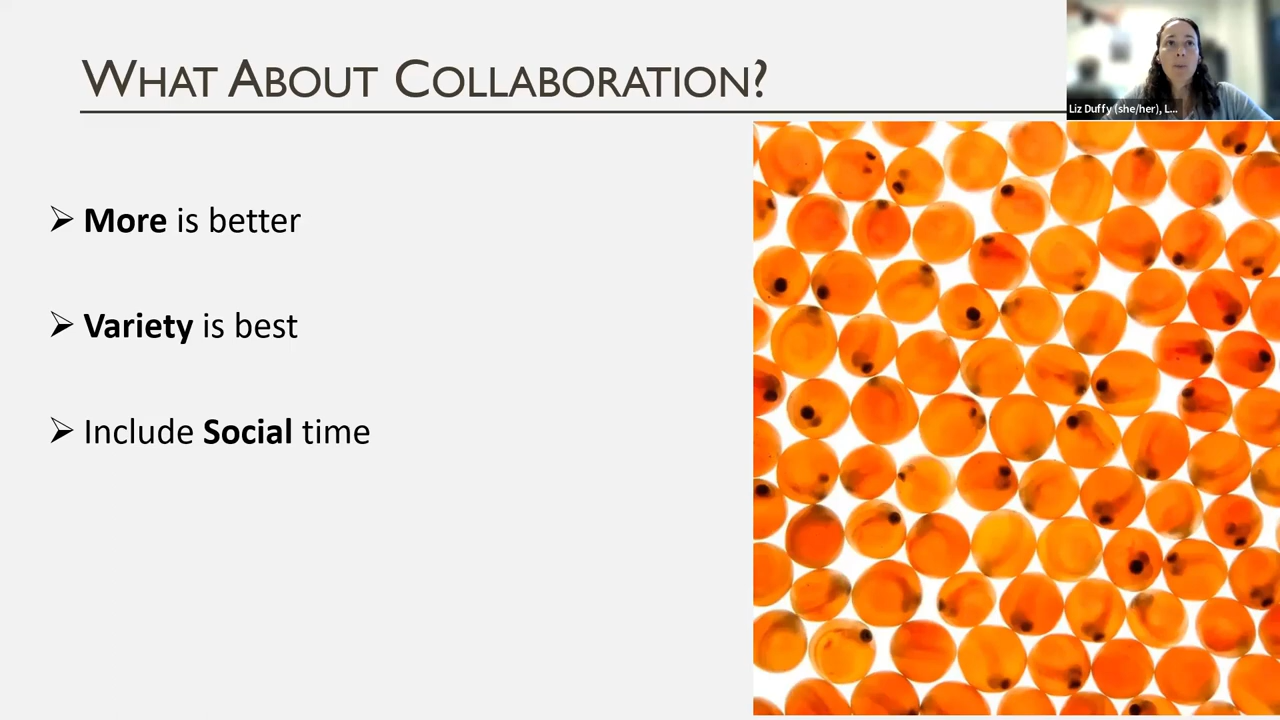 WHAT ABOUT COLLABORATION?
Liz Duffy (she/her), L...
More is better
Variety is best
Include Social time